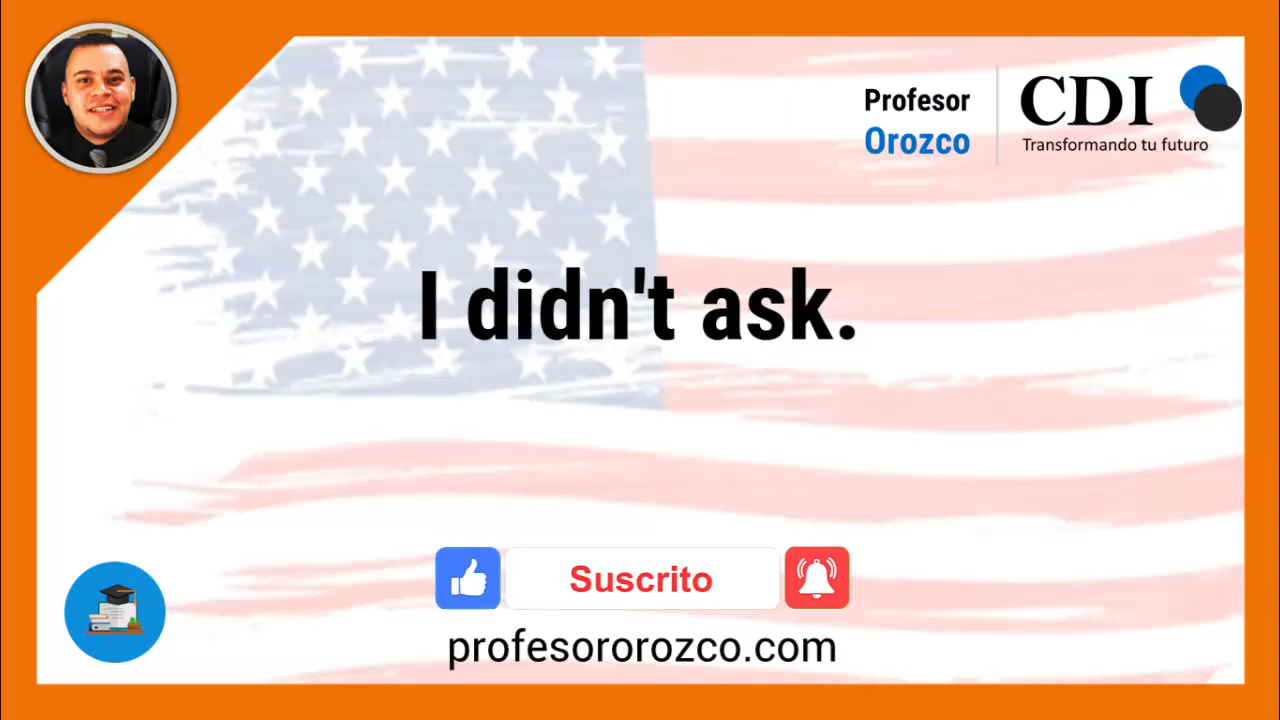 Profesor
Orozco
CDI
Transformando tu futuro
I didn't ask.
Suscrito
profesororozco.com